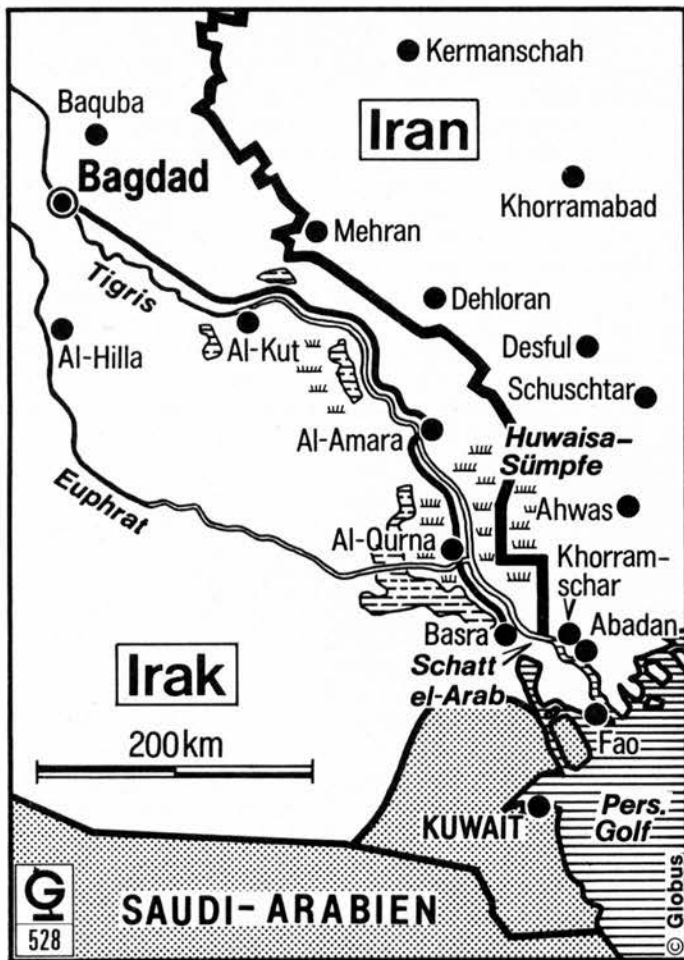 Kermanschah
Baquba
Iran
Bagdad
Khorramabad
Mehran
Tigris
Dehloran
Al-Hilla
Al-Kut
Desful
Schuschtar
Al-Amara
Huwaisa-
Sümpfe
Euphrat
Ahwas
Al-Qurna
Khorram-
schar
Abadan
Basra
Schatt
el-Arab
Irak
200 km
Fao
KUWAIT
Pers.
Golf
SAUDI-ARABIEN
G
528
© Globus